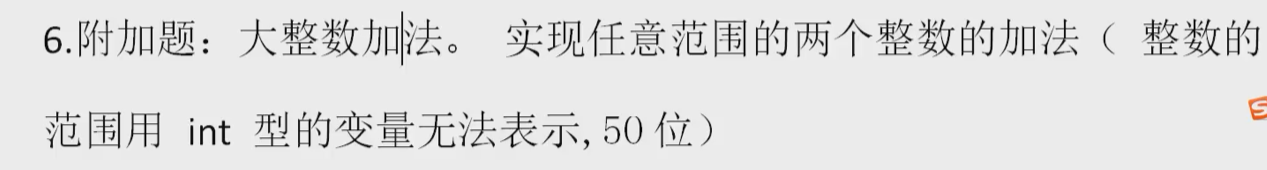 6.附加题：大整数加法。 实现任意范围的两个整数的加法（ 整数的
范围用 int 型的变量无法表示,50 位）